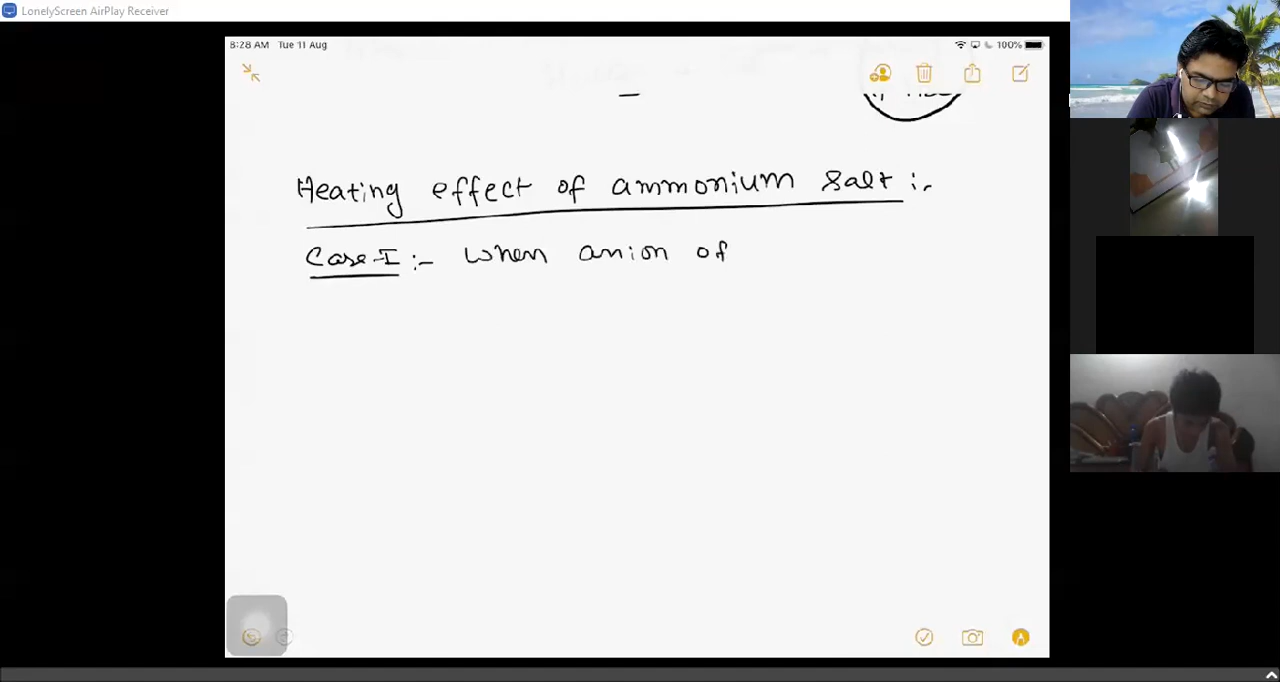 LonelyScreen AirPlay Receiver
8:28 AM Tue 11 Aug
100%
Heating effect of ammonium salt :-
Case-I :- When anion of